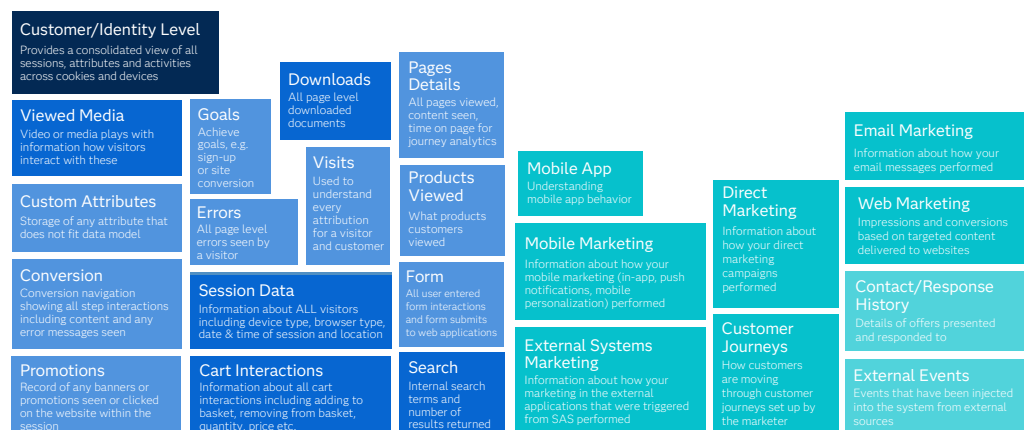 Customer/Identity Level
Provides a consolidated view of all
sessions, attributes and activities
across cookies and devices
Viewed Media
Video or media plays with
information how visitors
interact with these
Custom Attributes
Storage of any attribute that
does not fit data model
Conversion
Conversion navigation
showing all step interactions
including content and any
error messages seen
Promotions
Record of any banners or
promotions seen or clicked
on the website within the
session
Goals
Achieve
goals, e.g.
sign-up
or site
conversion
Errors
All page level
errors seen by
a visitor
Downloads
All page level
downloaded
documents
Visits
Used to
understand
every
attribution
for a visitor
and customer
Session Data
Information about ALL visitors
including device type, browser type,
date & time of session and location
Cart Interactions
Information about all cart
interactions including adding to
basket, removing from basket,
quantity, price etc.
Pages
Details
All pages viewed,
content seen,
time on page for
journey analytics
Products
Viewed
What products
customers
viewed
Form
All user entered
form interactions
and form submits
to web applications
Search
Internal search
terms and
number of
results returned
Mobile App
Understanding
mobile app behavior
Mobile Marketing
Information about how your
mobile marketing (in-app, push
notifications, mobile
personalization) performed
External Systems
Marketing
Information about how your
marketing in the external
applications that were triggered
from SAS performed
Direct
Marketing
Information about
how your direct
marketing
campaigns
performed
Customer
Journeys
How customers
are moving
through customer
journeys set up by
the marketer
Email Marketing
Information about how your
email messages performed
Web Marketing
Impressions and conversions
based on targeted content
delivered to websites
Contact/Response
History
Details of offers presented
and responded to
External Events
Events that have been injected
into the system from external
sources